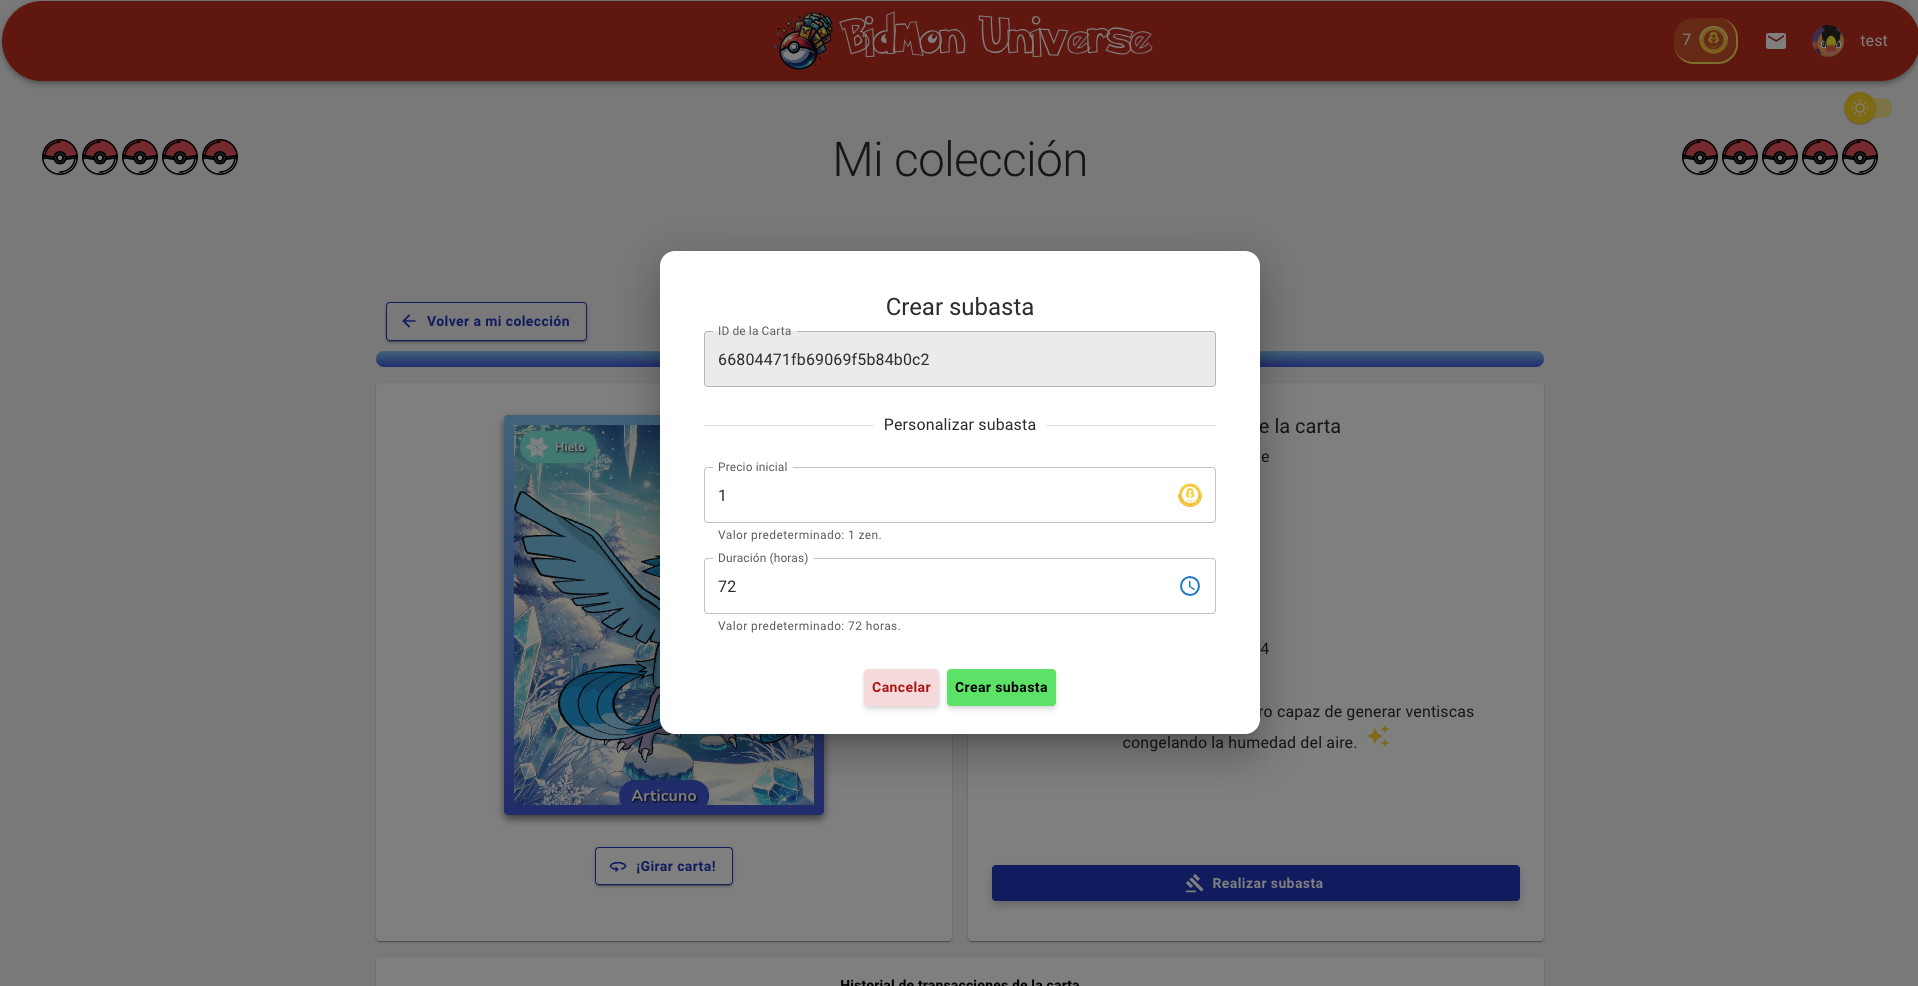 BidMon Universe
7
test
Mi colección
Volver a mi colección
Crear subasta
ID de la Carta
66804471fb69069f5b84b0c2
Personalizar subasta
Precio inicial
1
Valor predeterminado: 1 zen.
Duración (horas)
72
Valor predeterminado: 72 horas.
Cancelar
Crear subasta
Hielo
Articuno
¡Girar carta!
la carta
4
capaz de generar ventiscas
congelando la humedad del aire.
Realizar subasta
Historial de transacciones de la carta